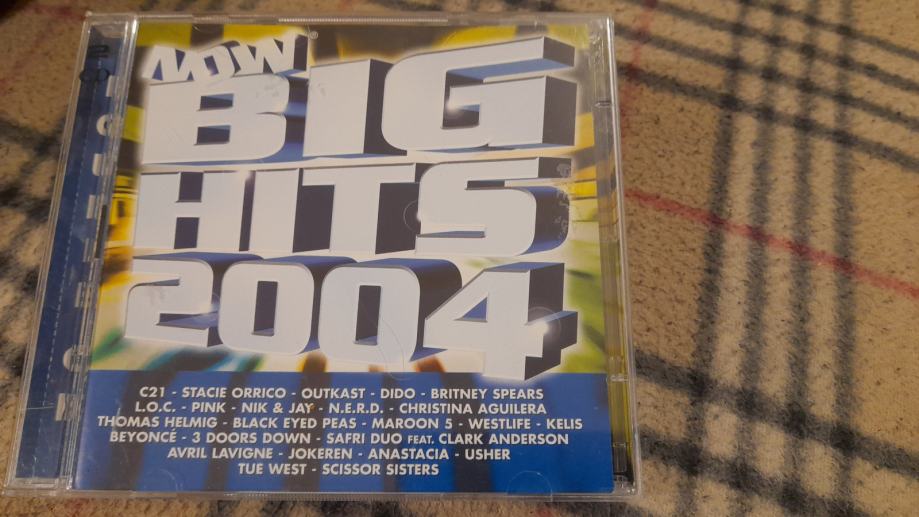 NOW®
BIG
HITS
2004
C21 - STACIE ORRICO - OUTKAST - DIDO - BRITNEY SPEARS
L.O.C. - PINK - NIK & JAY - N.E.R.D. - CHRISTINA AGUILERA
THOMAS HELMIG - BLACK EYED PEAS - MAROON 5 - WESTLIFE - KELIS
BEYONCÉ - 3 DOORS DOWN - SAFRI DUO FEAT. CLARK ANDERSON
AVRIL LAVIGNE - JOKEREN - ANASTACIA - USHER
TUE WEST - SCISSOR SISTERS